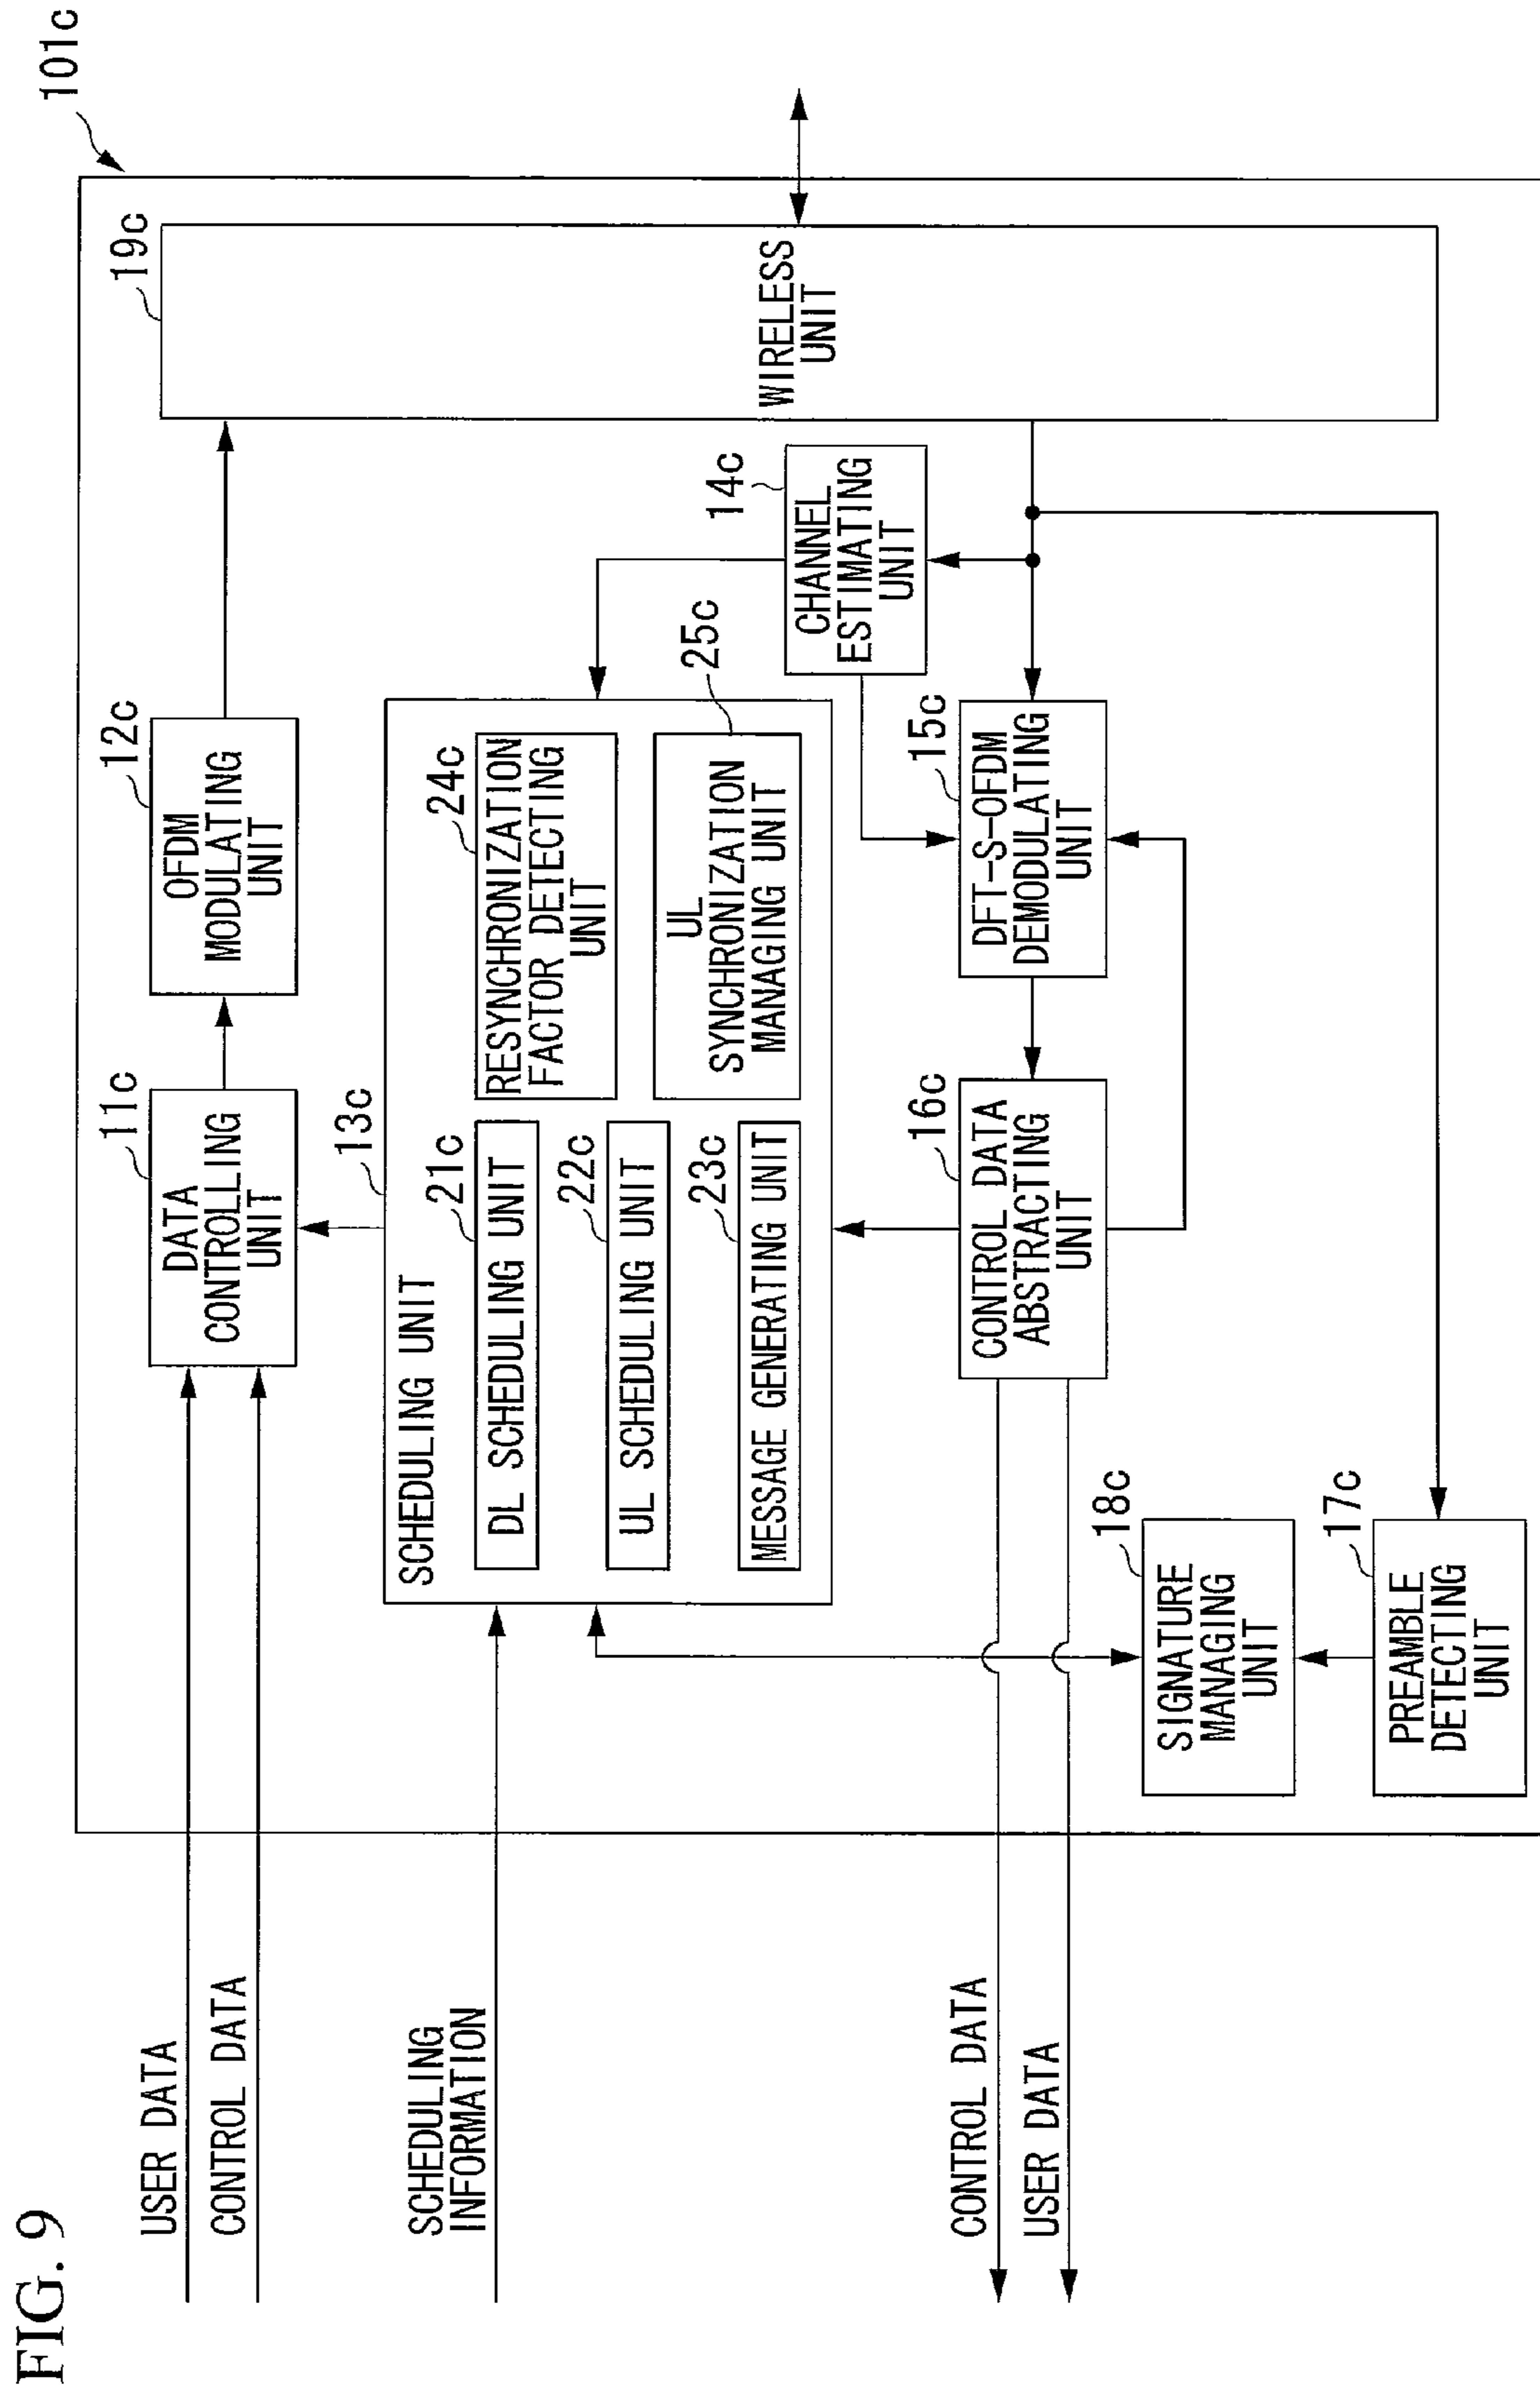 FIG. 9
101c
USER DATA
CONTROL DATA
11c
DATA
CONTROLLING
UNIT
12c
OFDM
MODULATING
UNIT
19c
WIRELESS
UNIT
SCHEDULING
INFORMATION
13c
SCHEDULING UNIT
21c
DL SCHEDULING UNIT
22c
UL SCHEDULING UNIT
23c
MESSAGE GENERATING UNIT
24c
RESYNCHRONIZATION
FACTOR DETECTING
UNIT
25c
UL
SYNCHRONIZATION
MANAGING UNIT
14c
CHANNEL
ESTIMATING
UNIT
CONTROL DATA
USER DATA
16c
CONTROL DATA
ABSTRACTING
UNIT
15c
DFT-S-OFDM
DEMODULATING
UNIT
18c
SIGNATURE
MANAGING
UNIT
17c
PREAMBLE
DETECTING
UNIT